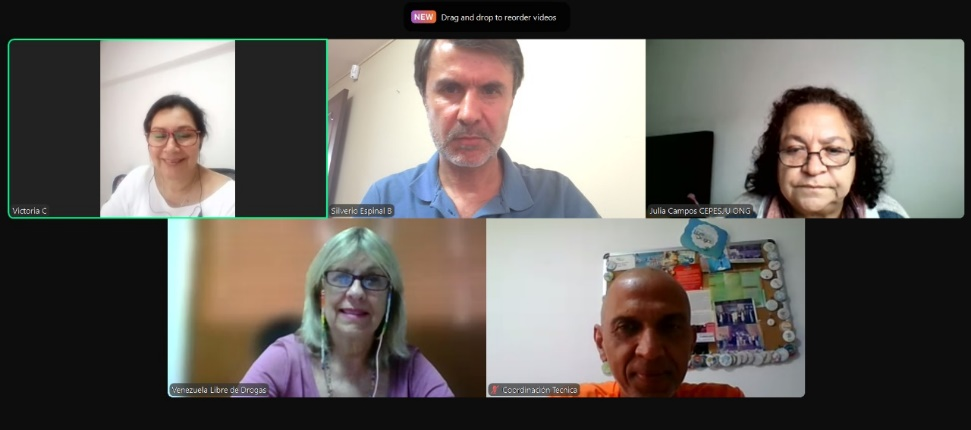 NEW Drag and drop to reorder videos
Victoria C
Silverio Espinal B
Julia Campos CEPESJU ONG
Venezuela Libre de Drogas
Coordinación Tecnica